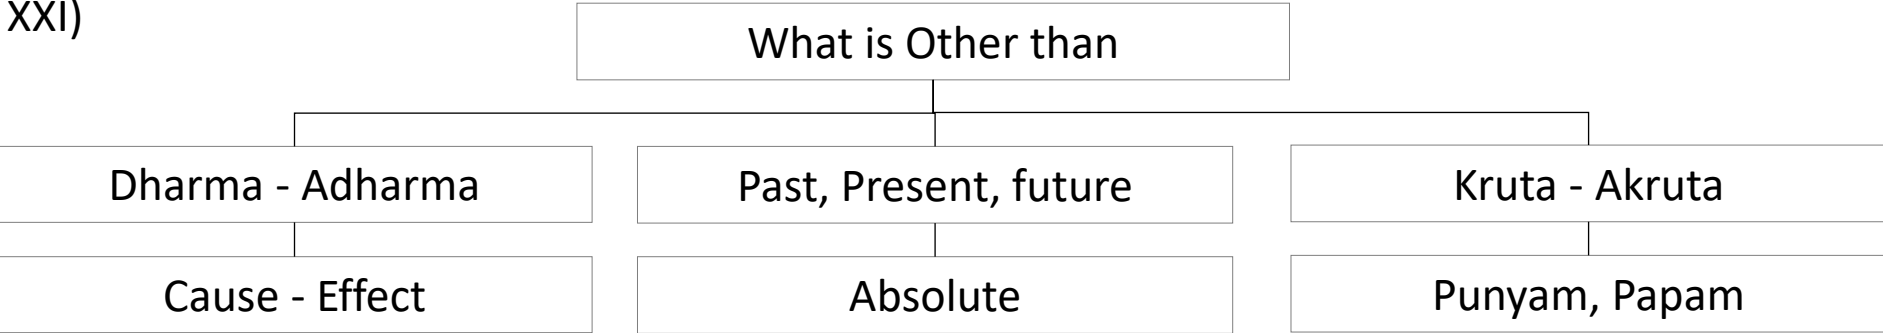 XXI)
What is Other than
Dharma - Adharma
Past, Present, future
Kruta - Akruta
Cause - Effect
Absolute
Punyam, Papam